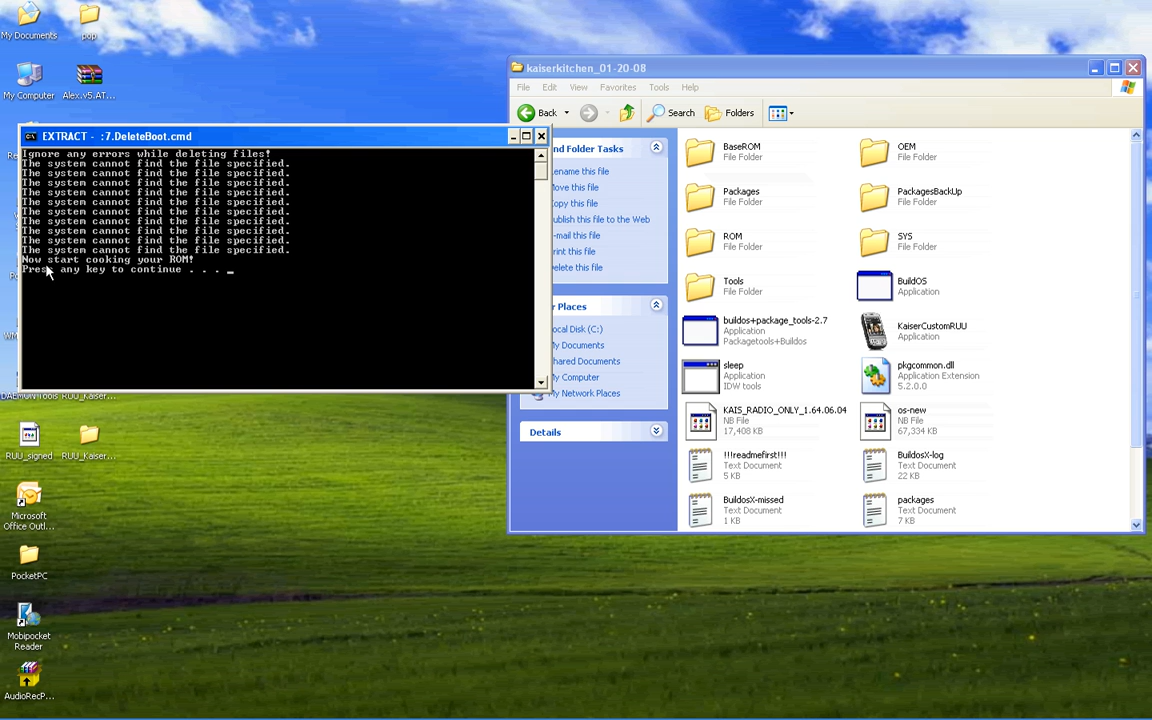 My Documents
pop
My Computer
Alex.v5.AT...
EXTRACT - :7.DeleteBoot.cmd
Ignore any errors while deleting files!
The system cannot find the file specified.
The system cannot find the file specified.
The system cannot find the file specified.
The system cannot find the file specified.
The system cannot find the file specified.
The system cannot find the file specified.
The system cannot find the file specified.
The system cannot find the file specified.
The system cannot find the file specified.
The system cannot find the file specified.
Now start cooking your ROM!
Press any key to continue . . . _
DAEMON Tools
RUU_Kaiser...
RUU_signed
RUU_Kaiser...
Microsoft
Office Outl...
PocketPC
Mobipocket
Reader
AudioRecP...
kaiserkitchen_01-20-08
File Edit View Favorites Tools Help
Back
Search
Folders
nd Folder Tasks
ename this file
ove this file
opy this file
ublish this file to the Web
-mail this file
rint this file
elete this file
r Places
ocal Disk (C:)
y Documents
hared Documents
y Computer
y Network Places
Details
BaseROM
File Folder
OEM
File Folder
Packages
File Folder
PackagesBackUp
File Folder
ROM
File Folder
SYS
File Folder
Tools
File Folder
BuildOS
Application
buildos+package_tools-2.7
Application
Packagetools+Buildos
KaiserCustomRUU
Application
sleep
Application
IDW tools
pkgcommon.dll
Application Extension
5.2.0.0
KAIS_RADIO_ONLY_1.64.06.04
NB File
17,408 KB
os-new
NB File
67,334 KB
!!!readmefirst!!!
Text Document
5 KB
BuildosX-log
Text Document
22 KB
BuildosX-missed
Text Document
1 KB
packages
Text Document
7 KB